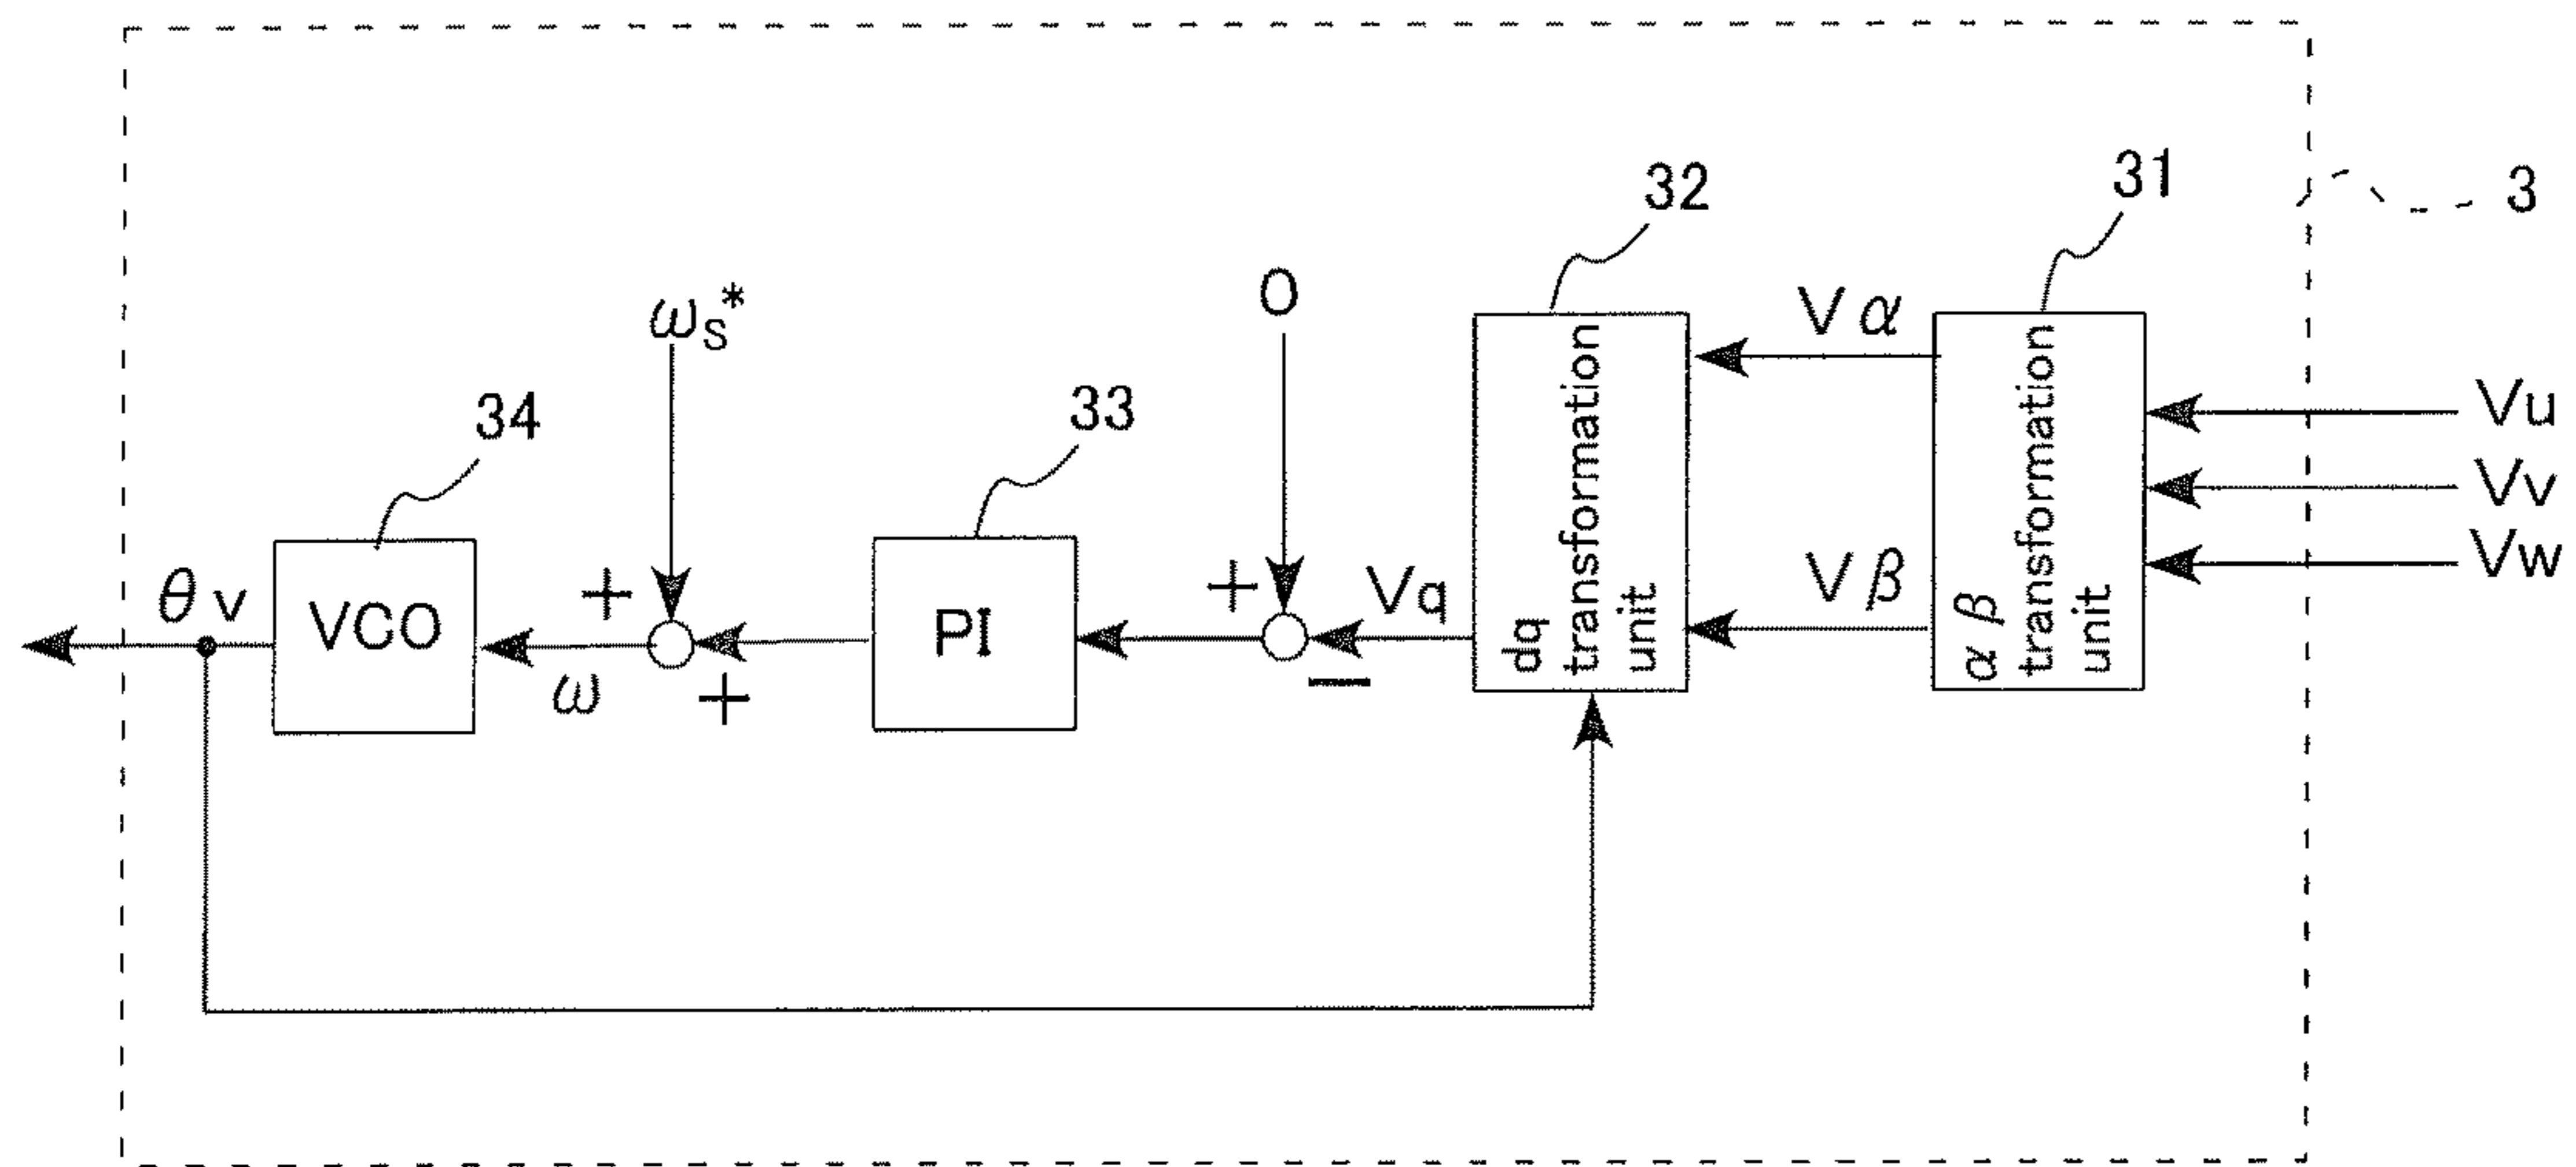 3
31
32
33
34
ωS*
0
Vα
Vβ
Vu
Vv
Vw
αβ
transformation
unit
dq
transformation
unit
Vq
+
−
PI
+
+
ω
VCO
θv